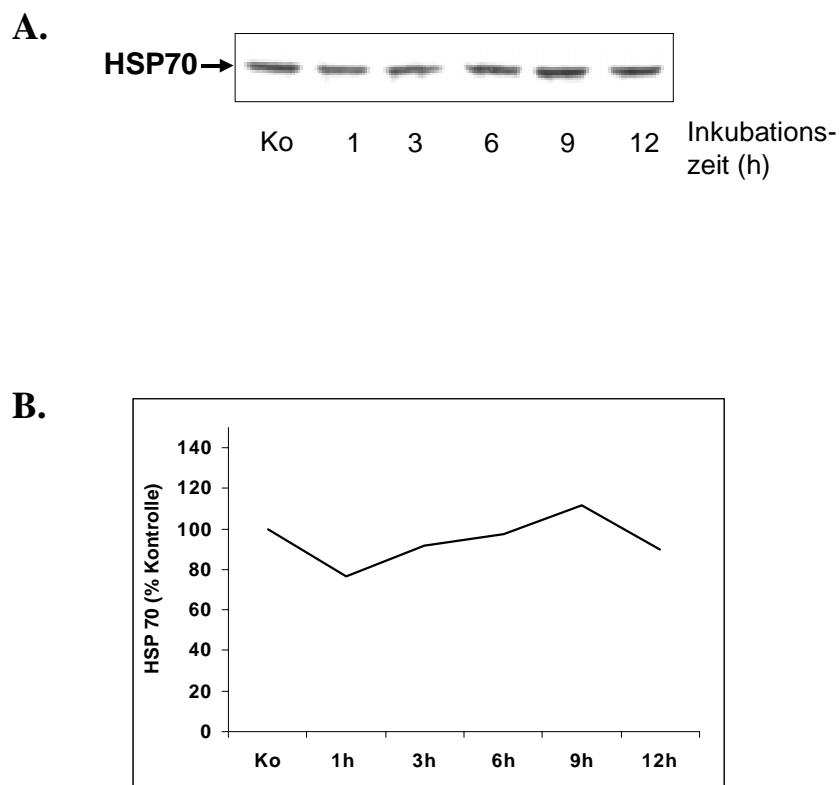 A.
HSP70
Ko 1 3 6 9 12
Inkubations-
zeit (h)
B.
HSP 70 (% Kontrolle)
140
120
100
80
60
40
20
0
Ko 1h 3h 6h 9h 12h